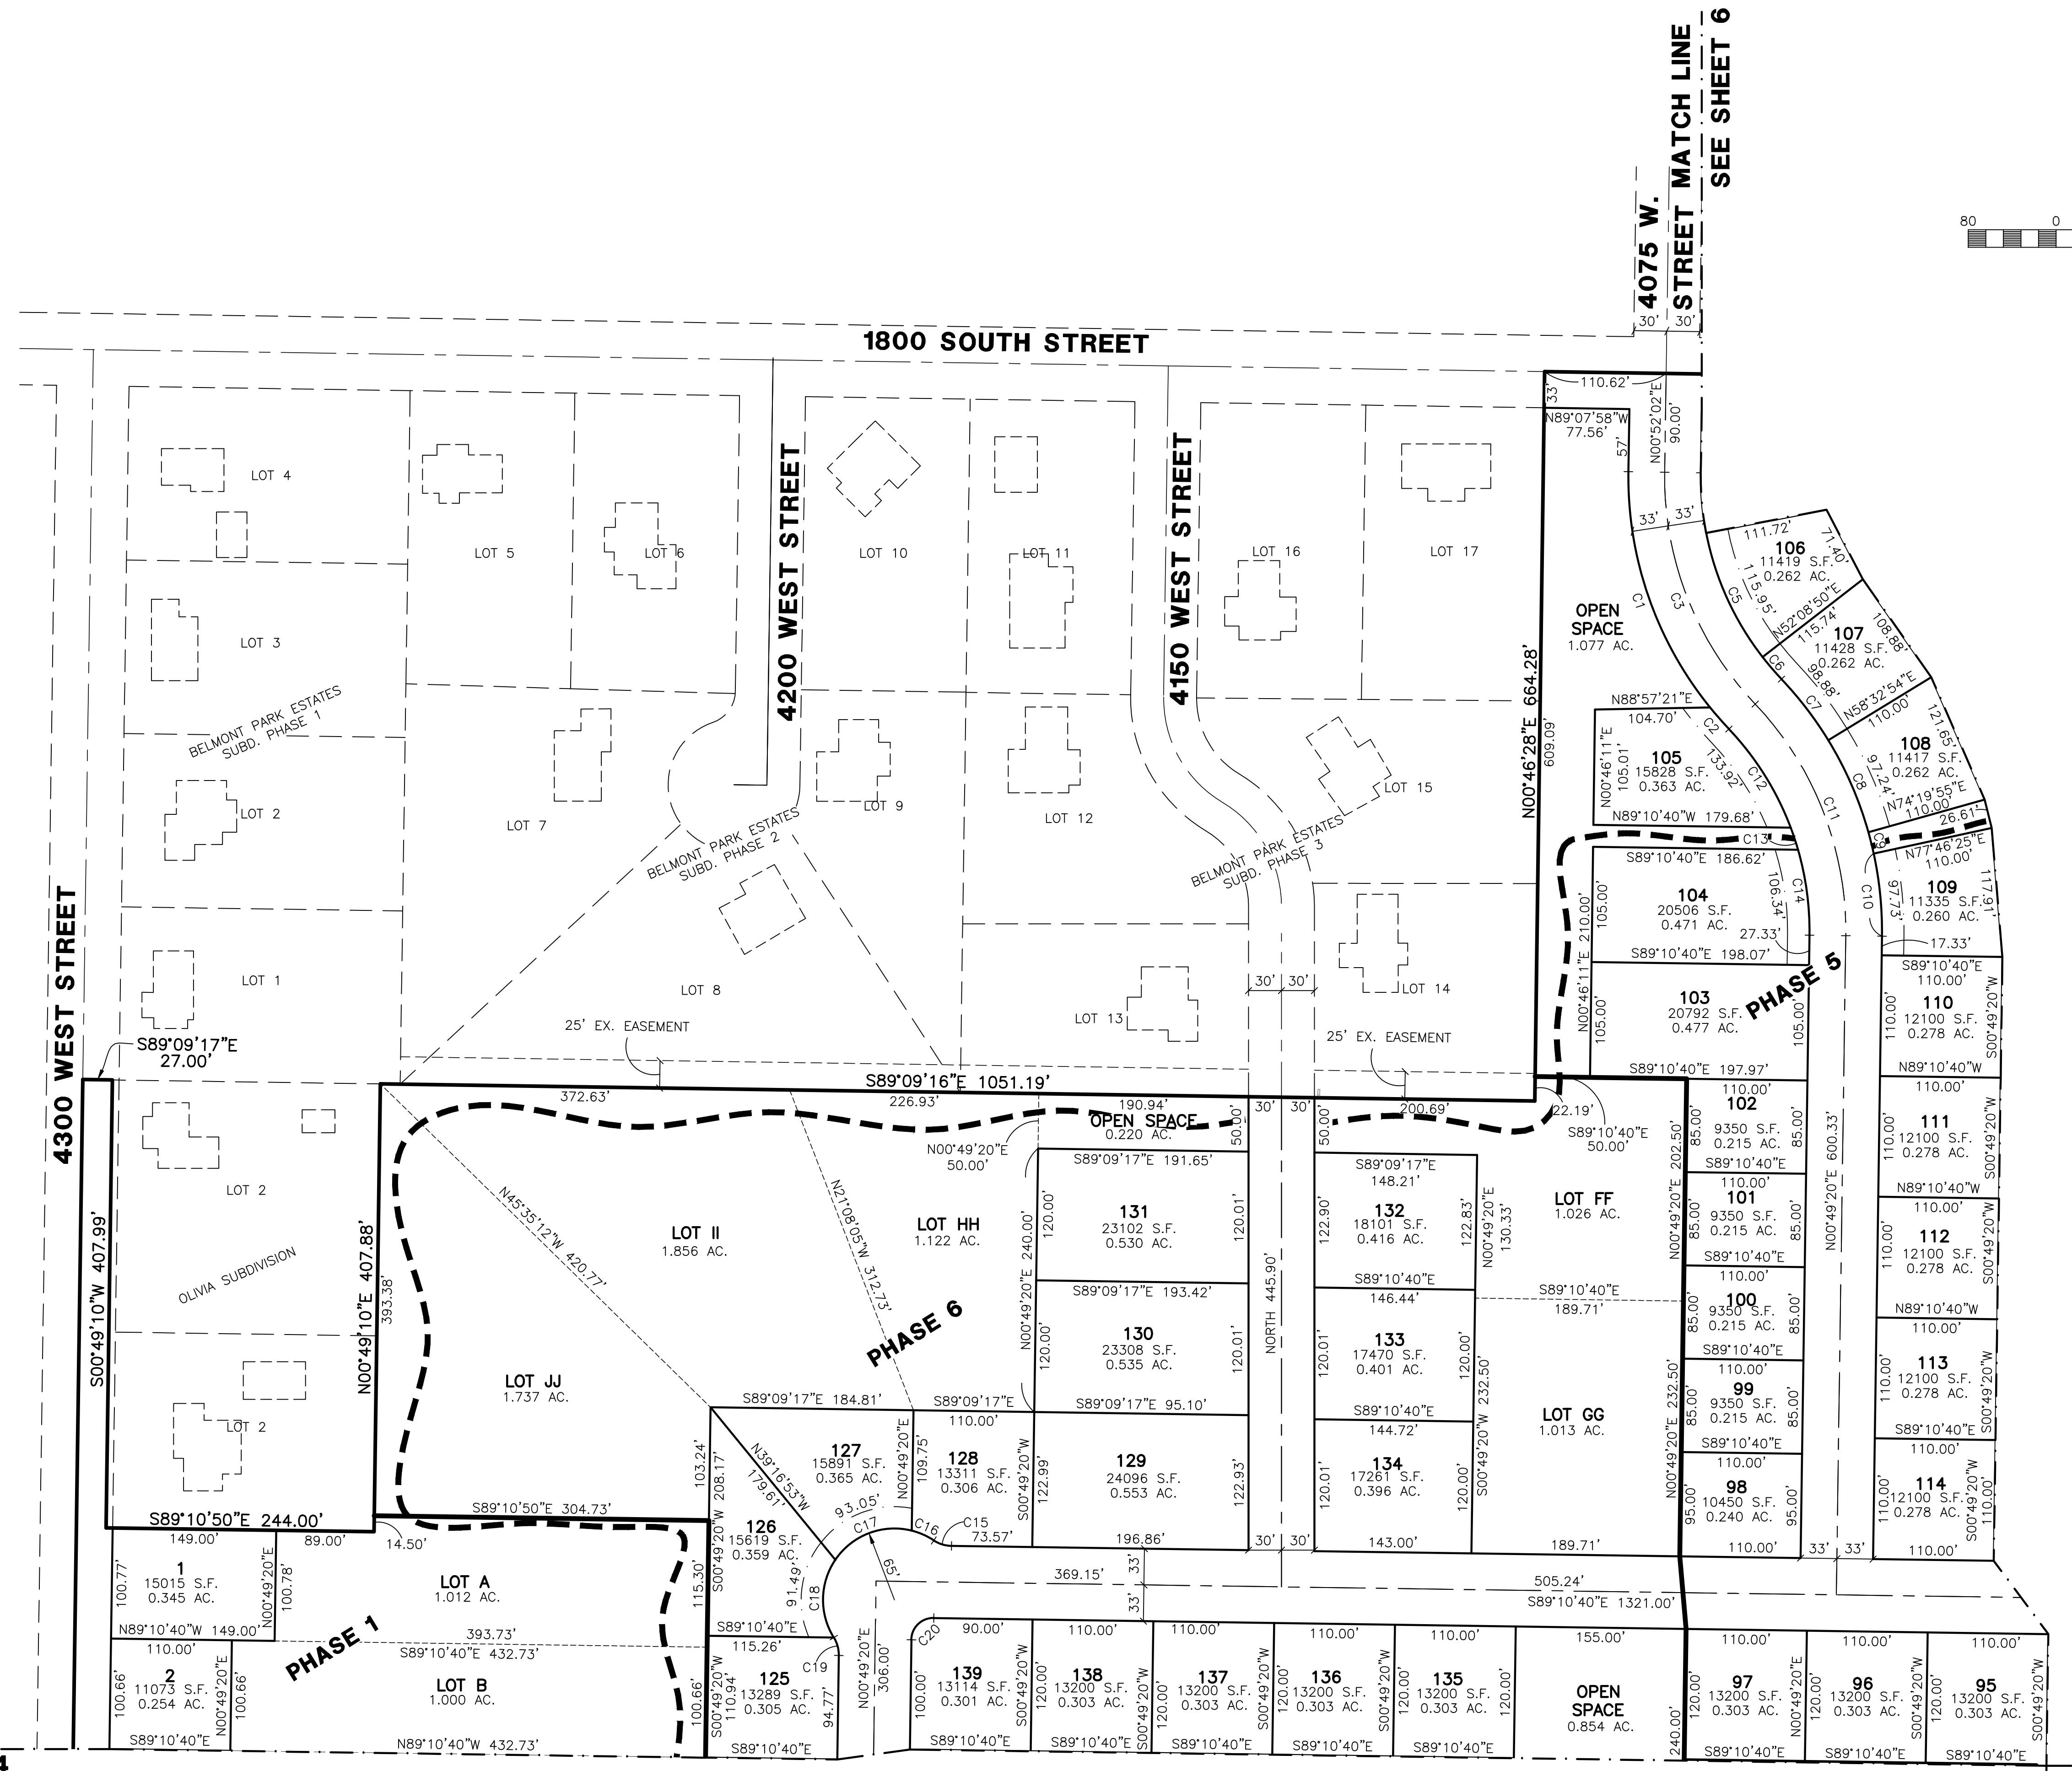 SEE SHEET 6
STREET MATCH LINE
4075 W.
80
0
30'
30'
1800 SOUTH STREET
110.62'
33'
N89°07'58"W
77.56'
57'
N00°52'02"E
90.00'
33'
33'
LOT 4
LOT 5
LOT 6
4200 WEST STREET
LOT 10
LOT 11
4150 WEST STREET
LOT 16
LOT 17
LOT 3
BELMONT PARK ESTATES
SUBD. PHASE 1
LOT 2
LOT 7
BELMONT PARK ESTATES
SUBD. PHASE 2
LOT 9
LOT 12
BELMONT PARK ESTATES
SUBD. PHASE 3
LOT 15
LOT 1
LOT 8
LOT 13
LOT 14
30'
30'
25' EX. EASEMENT
25' EX. EASEMENT
N00°46'28"E 664.28'
609.09'
OPEN
SPACE
1.077 AC.
C1
C3
C5
111.72'
71.40'
106
11419 S.F.
0.262 AC.
115.95'
N52°08'50"E
115.74'
107
11428 S.F.
0.262 AC.
108.88'
C6
98.88'
C7
N58°32'54"E
110.00'
108
11417 S.F.
0.262 AC.
121.65'
97.24'
C8
N74°19'55"E
110.00'
26.61'
C9
N77°46'25"E
110.00'
109
11335 S.F.
0.260 AC.
117.91'
97.73'
C10
17.33'
N88°57'21"E
104.70'
C2
N00°46'11"E
105.01'
105
15828 S.F.
0.363 AC.
133.92'
C12
C11
N89°10'40"W 179.68'
C13
S89°10'40"E 186.62'
104
20506 S.F.
0.471 AC.
106.34'
C14
27.33'
N00°46'11"E 210.00'
105.00'
S89°10'40"E 198.07'
PHASE 5
103
20792 S.F.
0.477 AC.
105.00'
105.00'
S89°10'40"E 197.97'
S89°10'40"E
110.00'
110
12100 S.F.
0.278 AC.
110.00'
S00°49'20"W
N89°10'40"W
110.00'
111
12100 S.F.
0.278 AC.
110.00'
S00°49'20"W
N89°10'40"W
110.00'
112
12100 S.F.
0.278 AC.
110.00'
S00°49'20"W
N89°10'40"W
110.00'
113
12100 S.F.
0.278 AC.
110.00'
S00°49'20"W
S89°10'40"E
110.00'
114
12100 S.F.
0.278 AC.
110.00'
S00°49'20"W
110.00'
110.00'
4300 WEST STREET
S89°09'17"E
27.00'
S00°49'10"W 407.99'
LOT 2
OLIVIA SUBDIVISION
LOT 2
N00°49'10"E 407.88'
393.38'
S89°10'50"E 244.00'
149.00'
89.00'
14.50'
S89°09'16"E 1051.19'
372.63'
226.93'
190.94'
30'
30'
200.69'
22.19'
S89°10'40"E
50.00'
OPEN SPACE
0.220 AC.
50.00'
50.00'
N00°49'20"E
50.00'
N45°35'12"W 420.77'
LOT II
1.856 AC.
N21°08'05"W 312.73'
LOT HH
1.122 AC.
LOT JJ
1.737 AC.
PHASE 6
S89°09'17"E 191.65'
120.00'
131
23102 S.F.
0.530 AC.
120.01'
N00°49'20"E 240.00'
S89°09'17"E 193.42'
120.00'
130
23308 S.F.
0.535 AC.
120.01'
S89°09'17"E 95.10'
122.99'
129
24096 S.F.
0.553 AC.
122.93'
196.86'
NORTH 445.90'
S89°09'17"E
148.21'
122.90'
132
18101 S.F.
0.416 AC.
122.83'
N00°49'20"E
130.33'
S89°10'40"E
146.44'
120.01'
133
17470 S.F.
0.401 AC.
120.00'
S89°10'40"E
144.72'
120.01'
134
17261 S.F.
0.396 AC.
120.00'
S00°49'20"W 232.50'
143.00'
30'
30'
LOT FF
1.026 AC.
N00°49'20"E 202.50'
S89°10'40"E
189.71'
LOT GG
1.013 AC.
N00°49'20"E 232.50'
189.71'
110.00'
102
9350 S.F.
0.215 AC.
85.00'
85.00'
S89°10'40"E
110.00'
101
9350 S.F.
0.215 AC.
85.00'
85.00'
S89°10'40"E
110.00'
100
9350 S.F.
0.215 AC.
85.00'
85.00'
S89°10'40"E
110.00'
99
9350 S.F.
0.215 AC.
85.00'
85.00'
S89°10'40"E
110.00'
98
10450 S.F.
0.240 AC.
95.00'
95.00'
110.00'
33'
33'
N00°49'20"E 600.33'
S89°09'17"E 184.81'
S89°09'17"E
110.00'
103.24'
N39°16'53"W
179.61'
127
15891 S.F.
0.365 AC.
N00°49'20"E
109.75'
128
13311 S.F.
0.306 AC.
S00°49'20"W
93.05'
C17
C16
C15
73.57'
65'
S89°10'50"E 304.73'
S00°49'20"W 208.17'
126
15619 S.F.
0.359 AC.
91.49'
C18
115.30'
S00°49'20"W
S89°10'40"E
115.26'
C19
125
13289 S.F.
0.305 AC.
S00°49'20"W
110.94'
94.77'
S89°10'40"E
100.77'
1
15015 S.F.
0.345 AC.
N00°49'20"E
100.78'
N89°10'40"W 149.00'
110.00'
100.66'
2
11073 S.F.
0.254 AC.
N00°49'20"E
100.66'
S89°10'40"E
LOT A
1.012 AC.
PHASE 1
393.73'
S89°10'40"E 432.73'
LOT B
1.000 AC.
100.66'
N89°10'40"W 432.73'
369.15'
33'
33'
505.24'
S89°10'40"E 1321.00'
N00°49'20"E
306.00'
C20
90.00'
1000.00'
139
13114 S.F.
0.301 AC.
S00°49'20"W
S89°10'40"E
110.00'
120.00'
138
13200 S.F.
0.303 AC.
S00°49'20"W
S89°10'40"E
110.00'
120.00'
137
13200 S.F.
0.303 AC.
S00°49'20"W
S89°10'40"E
110.00'
120.00'
136
13200 S.F.
0.303 AC.
S00°49'20"W
S89°10'40"E
110.00'
120.00'
135
13200 S.F.
0.303 AC.
120.00'
S89°10'40"E
155.00'
OPEN
SPACE
0.854 AC.
240.00'
110.00'
120.00'
97
13200 S.F.
0.303 AC.
N00°49'20"E
S89°10'40"E
110.00'
120.00'
96
13200 S.F.
0.303 AC.
S00°49'20"W
S89°10'40"E
110.00'
120.00'
95
13200 S.F.
0.303 AC.
S00°49'20"W
S89°10'40"E